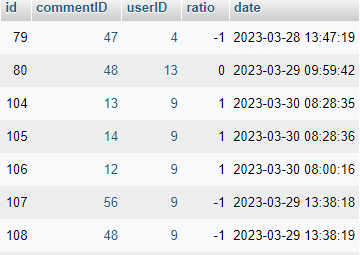 id commentID userID ratio date
79 47 4 -1 2023-03-28 13:47:19
80 48 13 0 2023-03-29 09:59:42
104 13 9 1 2023-03-30 08:28:35
105 14 9 1 2023-03-30 08:28:36
106 12 9 1 2023-03-30 08:00:16
107 56 9 -1 2023-03-29 13:38:18
108 48 9 -1 2023-03-29 13:38:19